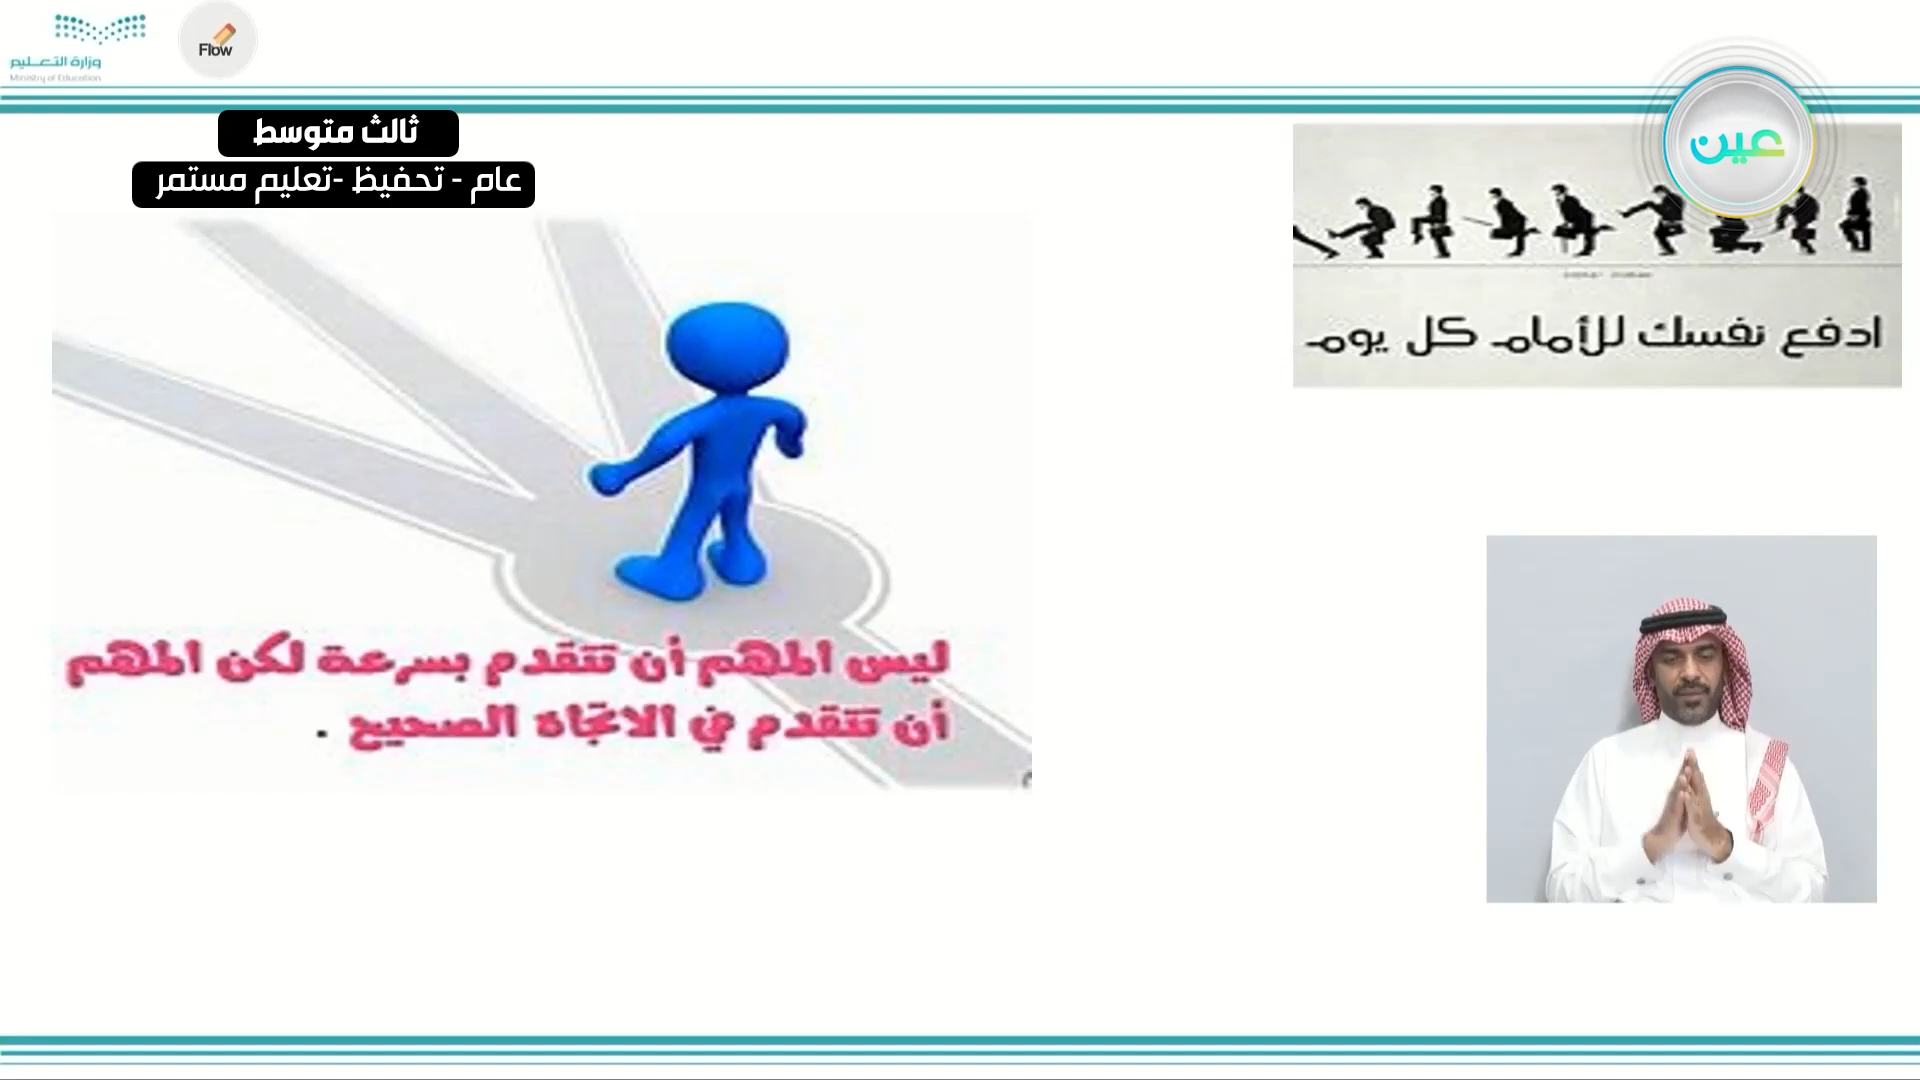 وزارة التعليم
Ministry of Education
Flow
عين
ثالث متوسط
عام - تحفيظ -تعليم مستمر
ادفع نفسك للأمام كل يوم
ليس المهم أن تتقدم بسرعة لكن المهم
أن تتقدم في الاتجاه الصحيح .